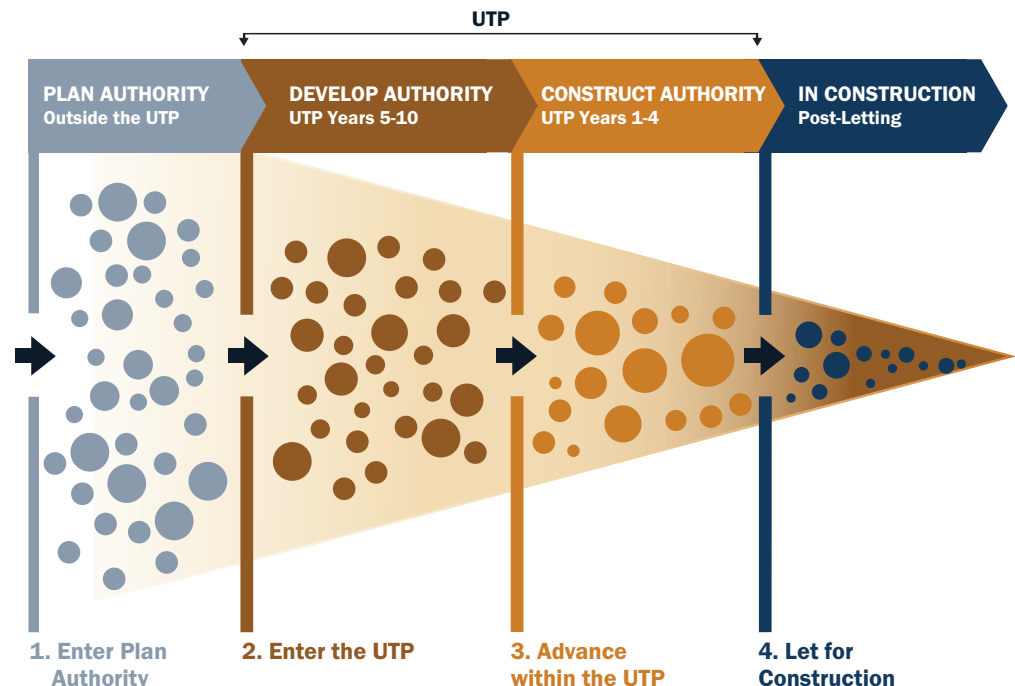 UTP
PLAN AUTHORITY
Outside the UTP
DEVELOP AUTHORITY
UTP Years 5-10
CONSTRUCT AUTHORITY
UTP Years 1-4
IN CONSTRUCTION
Post-Letting
1. Enter Plan
Authority
2. Enter the UTP
3. Advance
within the UTP
4. Let for
Construction